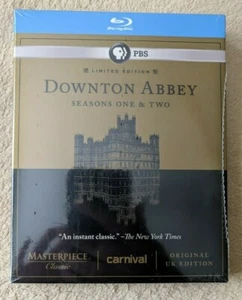 Blu-ray Disc
PBS
LIMITED EDITION
DOWNTON ABBEY
SEASONS ONE & TWO
"An instant classic." –The New York Times
MASTERPIECE
Classic
carnival
ORIGINAL
UK EDITION